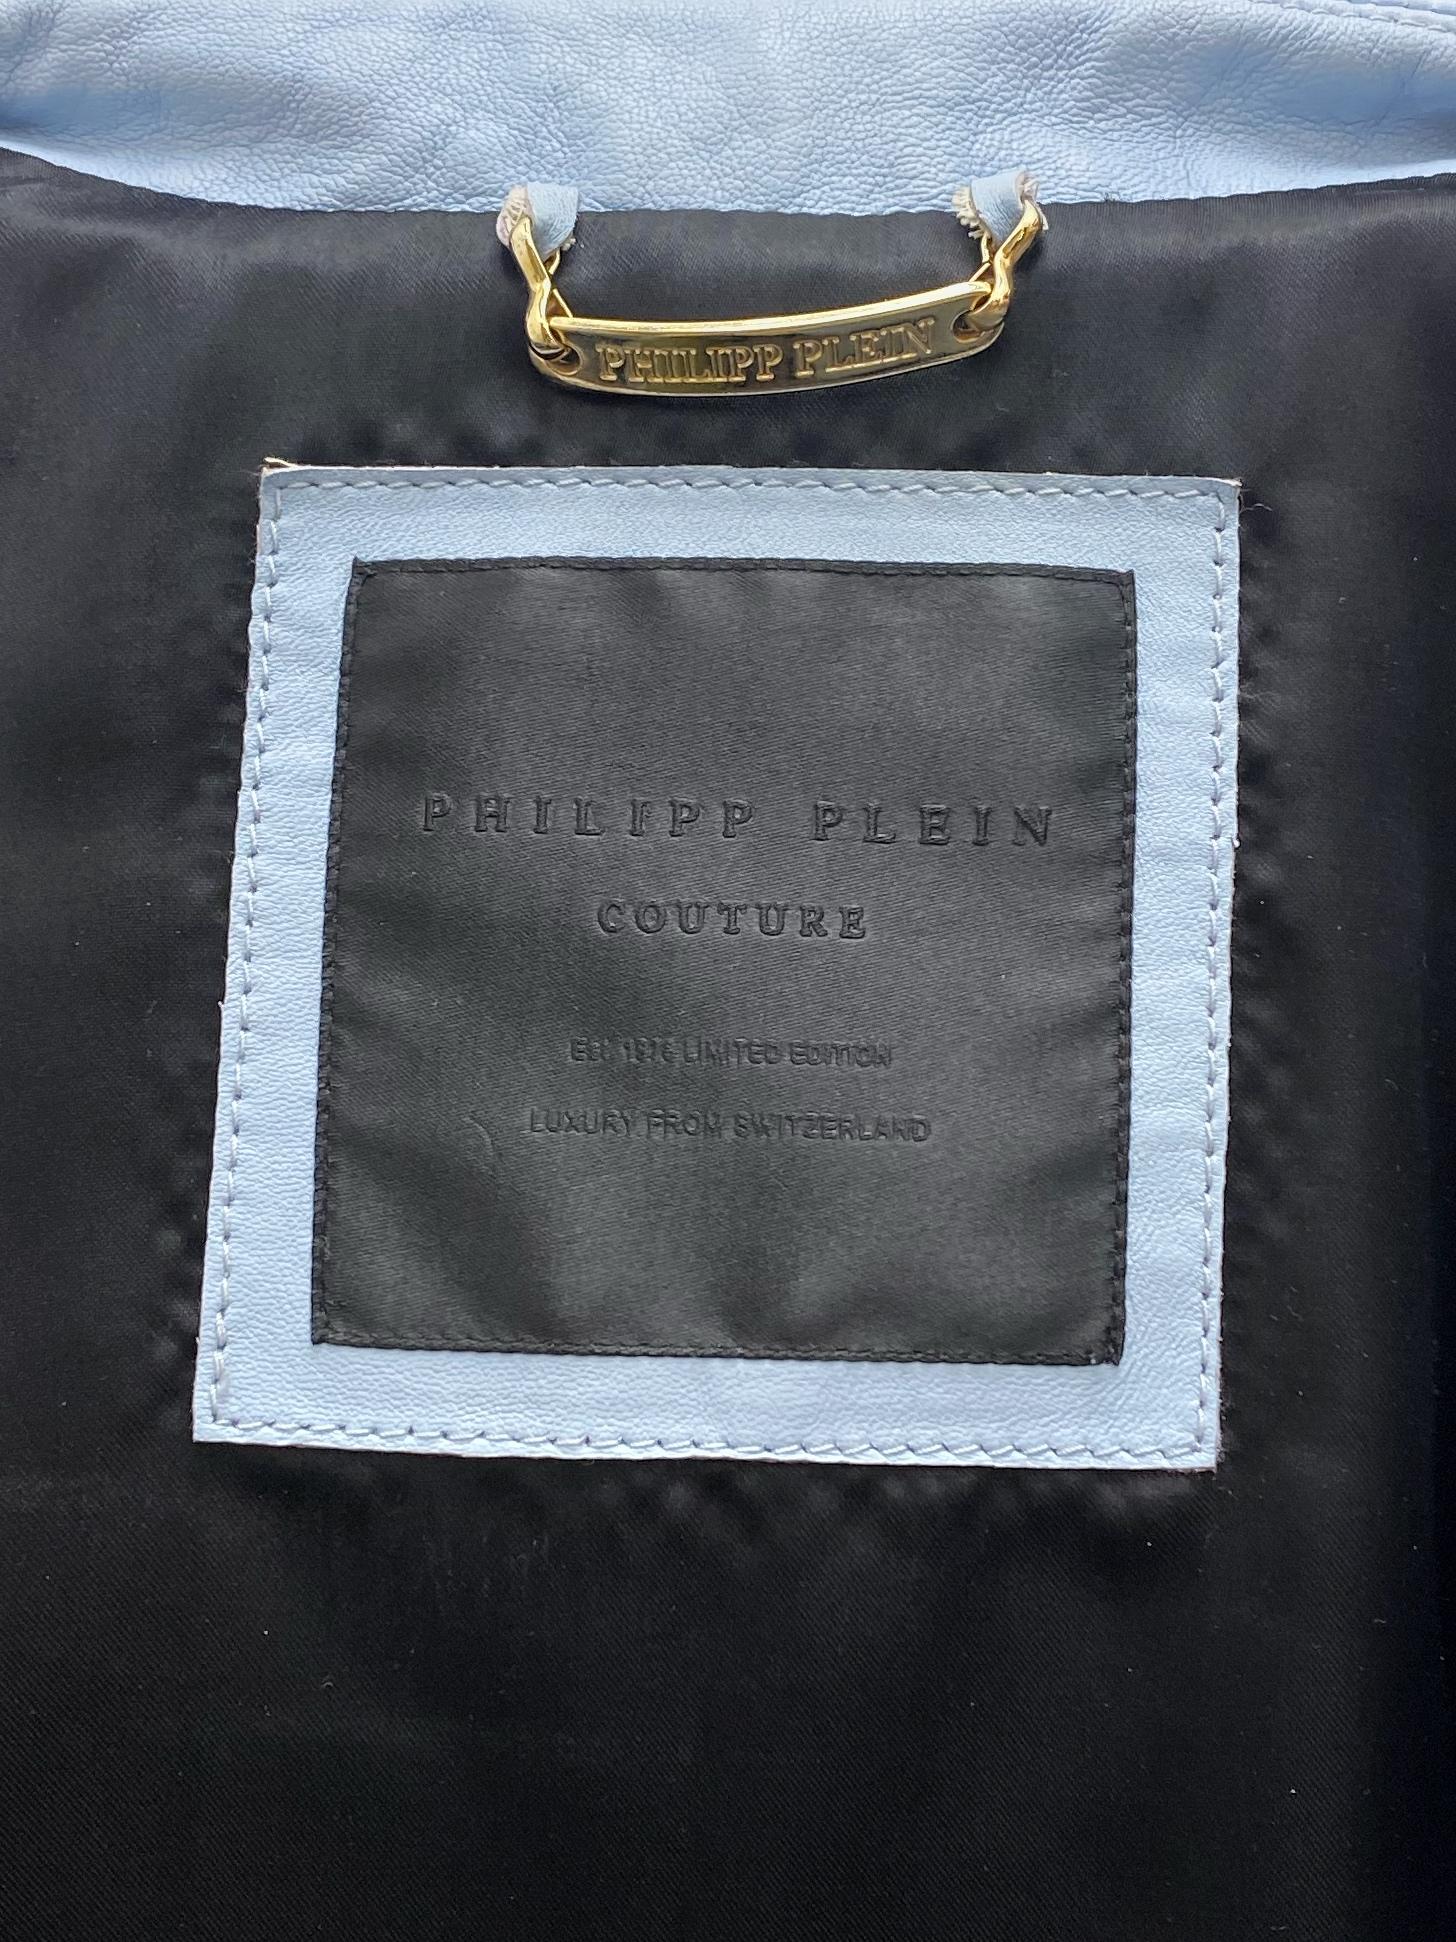 PHILIPP PLEIN
PHILIPP PLEIN
COUTURE
EST. 1978 LIMITED EDITION
LUXURY FROM SWITZERLAND